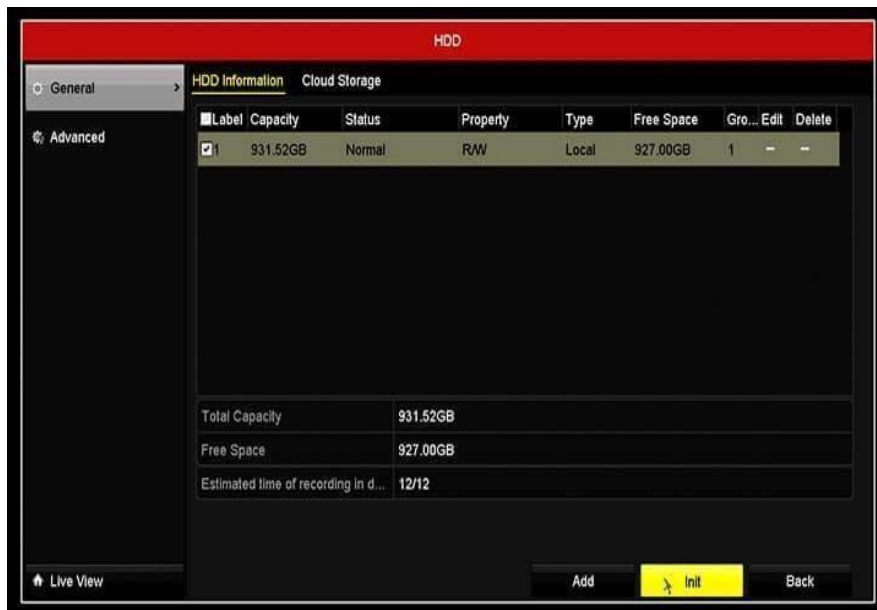 HDD
General >
HDD Information Cloud Storage
Label Capacity Status Property Type Free Space Gro... Edit Delete
Advanced
1 931.52GB Normal R/W Local 927.00GB 1 – –
Total Capacity 931.52GB
Free Space 927.00GB
Estimated time of recording in d... 12/12
Live View Add Init Back